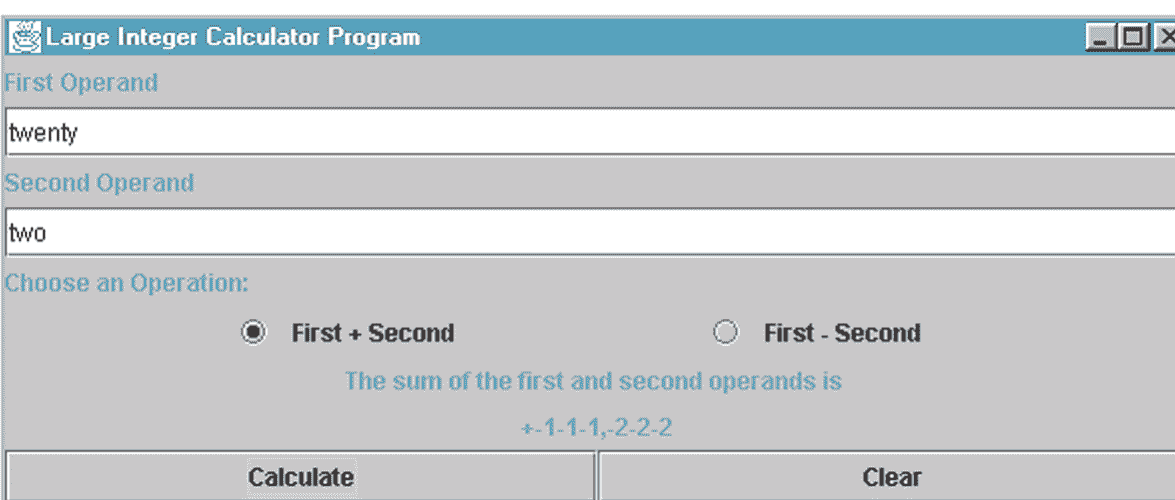 Large Integer Calculator Program
First Operand
twenty
Second Operand
two
Choose an Operation:
First + Second First - Second
The sum of the first and second operands is
+-1-1-1,-2-2-2
Calculate Clear